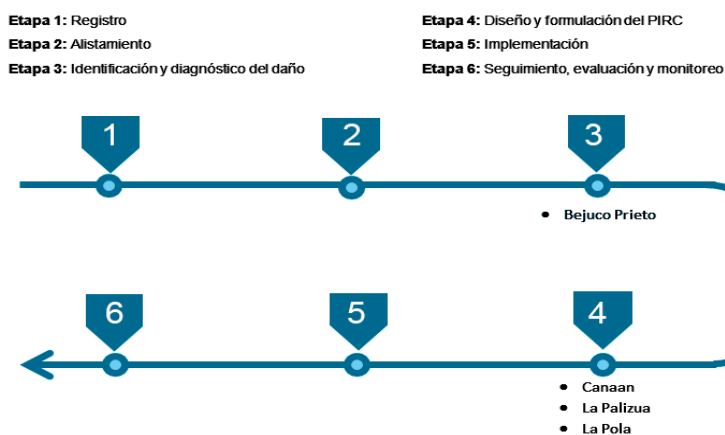 Etapa 1: Registro
Etapa 2: Alistamiento
Etapa 3: Identificación y diagnóstico del daño
Etapa 4: Diseño y formulación del PIRC
Etapa 5: Implementación
Etapa 6: Seguimiento, evaluación y monitoreo
1
2
3
• Bejuco Prieto
6
5
4
• Canaan
• La Palizua
• La Pola